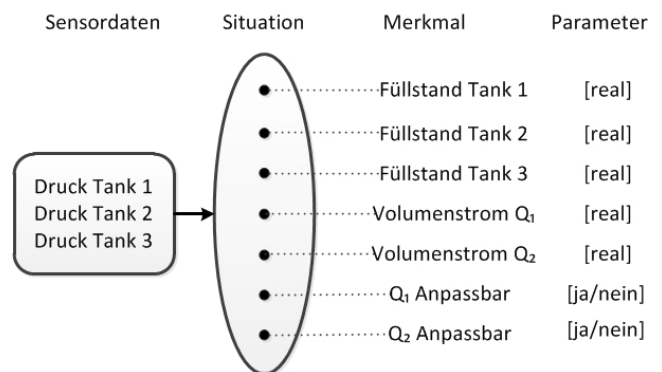 Sensordaten Situation Merkmal Parameter
Füllstand Tank 1 [real]
Füllstand Tank 2 [real]
Füllstand Tank 3 [real]
Druck Tank 1
Druck Tank 2
Druck Tank 3
Volumenstrom Q₁ [real]
Volumenstrom Q₂ [real]
Q₁ Anpassbar [ja/nein]
Q₂ Anpassbar [ja/nein]